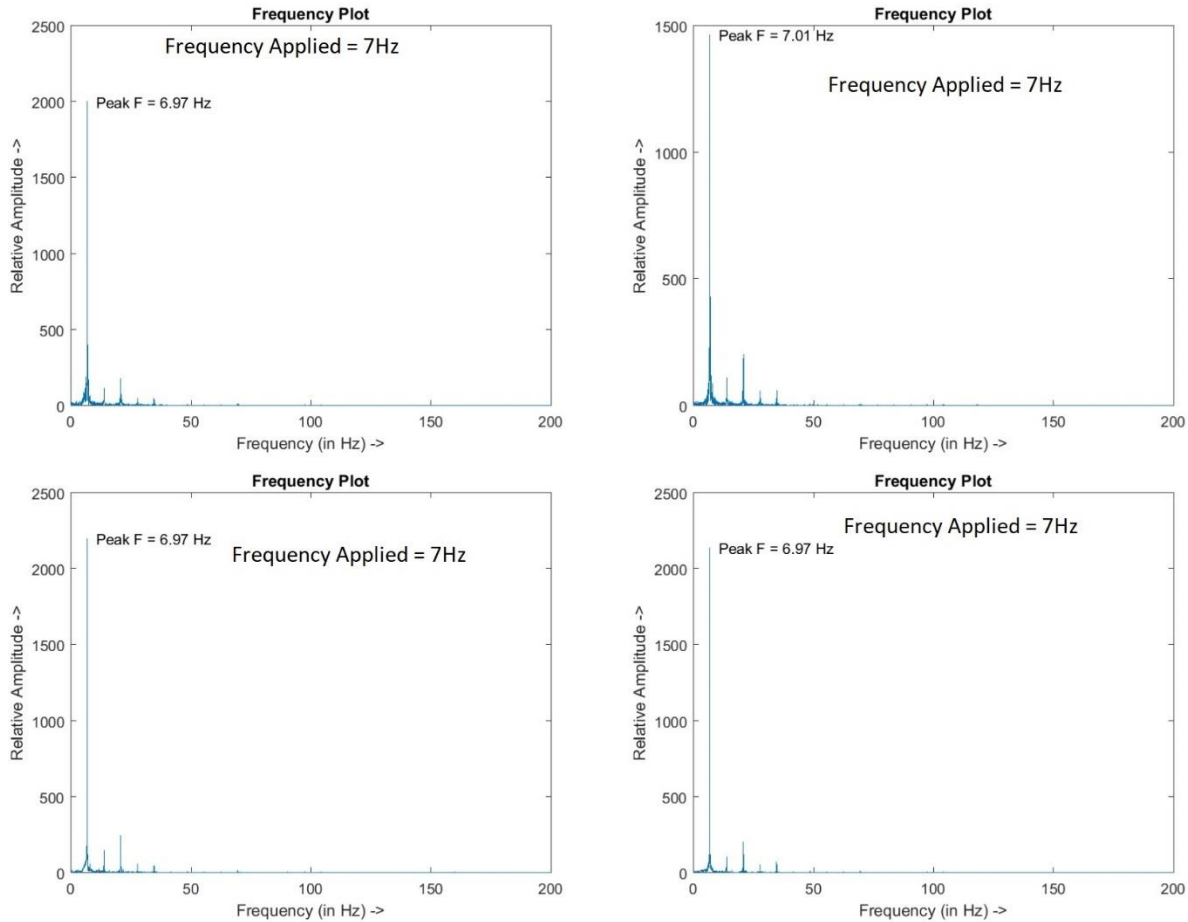 Frequency Plot
Frequency Applied = 7Hz
Peak F = 6.97 Hz
2500
2000
1500
1000
500
0
Relative Amplitude ->
0 50 100 150 200
Frequency (in Hz) ->
Frequency Plot
Peak F = 7.01 Hz
Frequency Applied = 7Hz
1500
1000
500
0
Relative Amplitude ->
0 50 100 150 200
Frequency (in Hz) ->
Frequency Plot
Peak F = 6.97 Hz
Frequency Applied = 7Hz
2500
2000
1500
1000
500
0
Relative Amplitude ->
0 50 100 150 200
Frequency (in Hz) ->
Frequency Plot
Frequency Applied = 7Hz
Peak F = 6.97 Hz
2500
2000
1500
1000
500
0
Relative Amplitude ->
0 50 100 150 200
Frequency (in Hz) ->